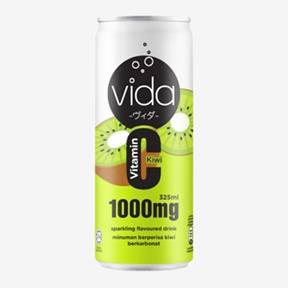 vida
-ヴィダ-
Vitamin C
Kiwi
325ml
1000mg
sparkling flavoured drink
minuman berperisa kiwi
berkarbonat